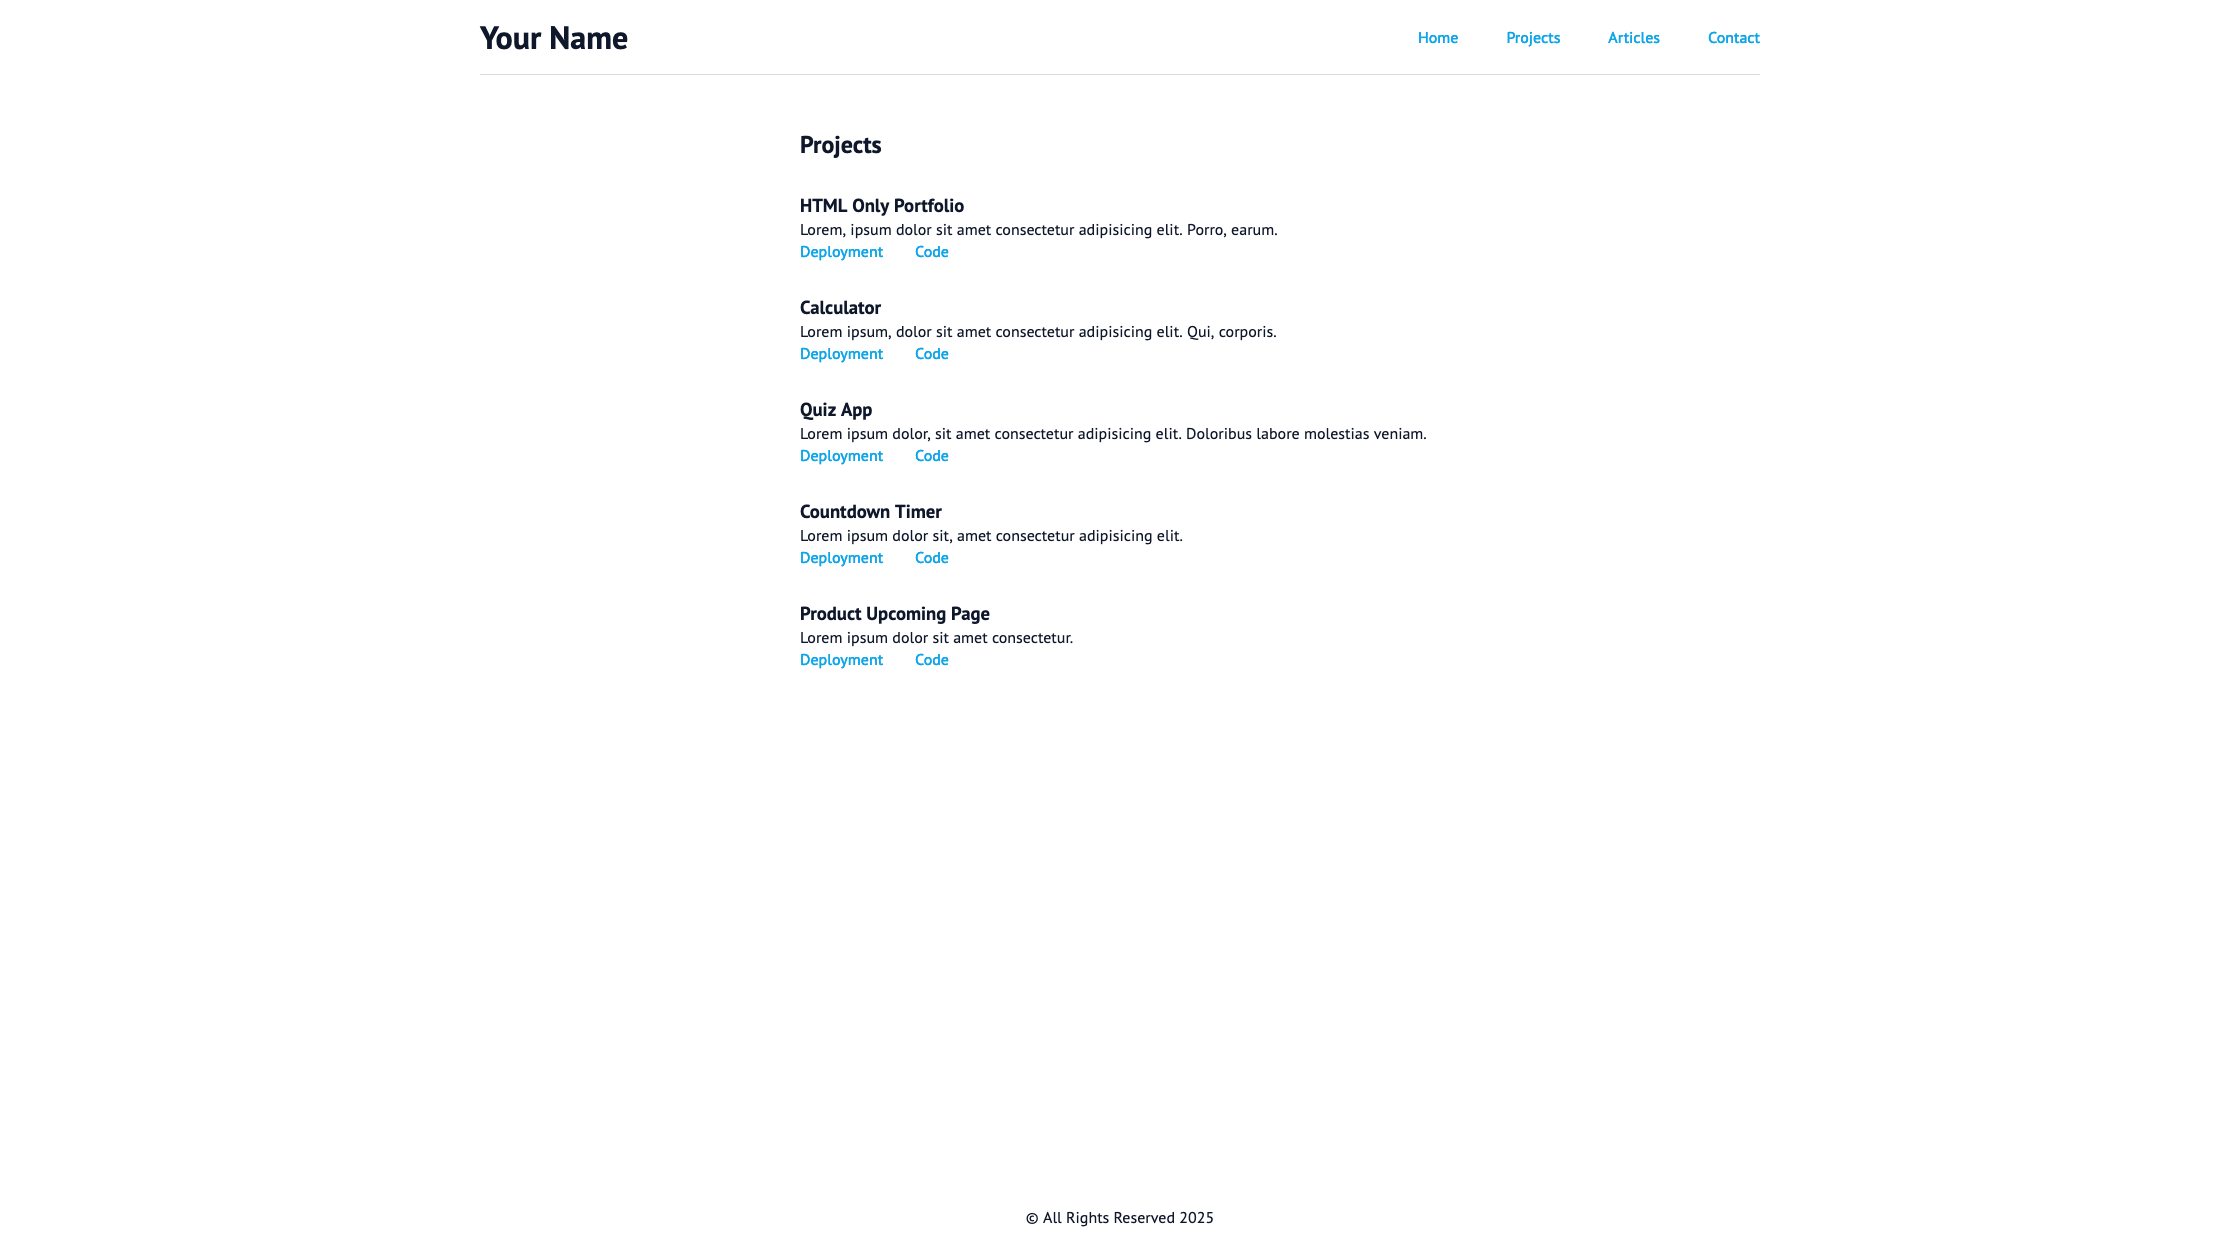 Your Name
Home Projects Articles Contact
Projects
HTML Only Portfolio
Lorem, ipsum dolor sit amet consectetur adipisicing elit. Porro, earum.
Deployment Code
Calculator
Lorem ipsum, dolor sit amet consectetur adipisicing elit. Qui, corporis.
Deployment Code
Quiz App
Lorem ipsum dolor, sit amet consectetur adipisicing elit. Doloribus labore molestias veniam.
Deployment Code
Countdown Timer
Lorem ipsum dolor sit, amet consectetur adipisicing elit.
Deployment Code
Product Upcoming Page
Lorem ipsum dolor sit amet consectetur.
Deployment Code
© All Rights Reserved 2025